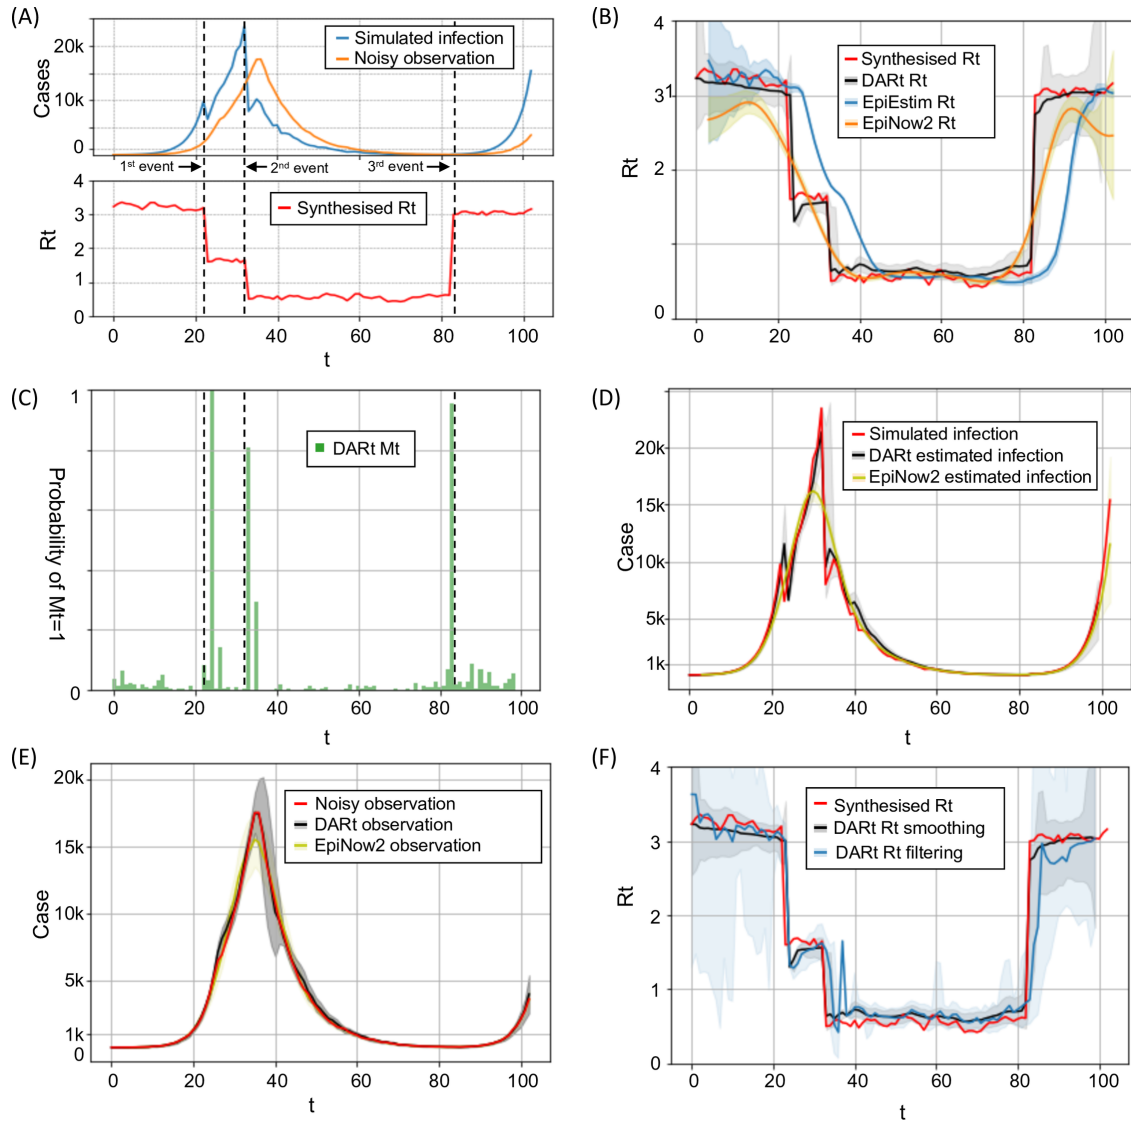 (A)
20k
10k
0
Cases
Simulated infection
Noisy observation
1st event
2nd event
3rd event
4
3
2
1
0
Rt
Synthesised Rt
0 20 40 60 80 100
t
(B)
4
31
2
0
Rt
Synthesised Rt
DARt Rt
EpiEstim Rt
EpiNow2 Rt
0 20 40 60 80 100
t
(C)
1
0
Probability of Mt=1
DARt Mt
0 20 40 60 80 100
t
(D)
20k
15k
10k
5k
1k
Case
Simulated infection
DARt estimated infection
EpiNow2 estimated infection
0 20 40 60 80 100
t
(E)
20k
15k
10k
5k
1k
0
Case
Noisy observation
DARt observation
EpiNow2 observation
0 20 40 60 80 100
t
(F)
4
3
2
1
0
Rt
Synthesised Rt
DARt Rt smoothing
DARt Rt filtering
0 20 40 60 80 100
t